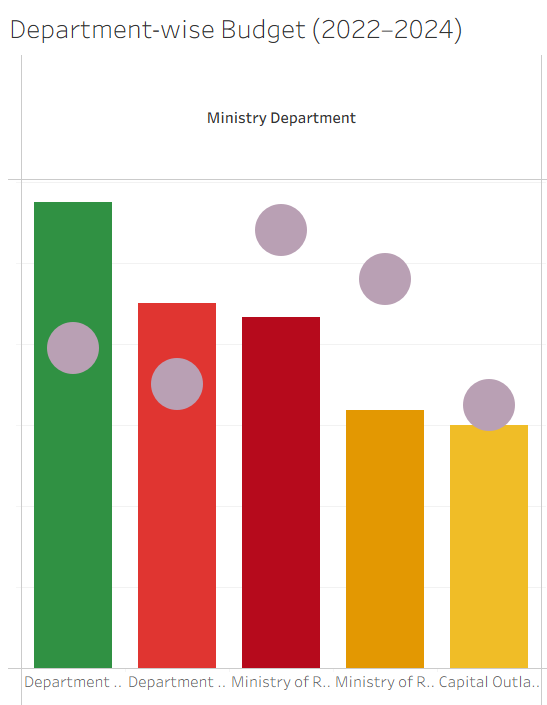 Department-wise Budget (2022–2024)
Ministry Department
Department .. Department .. Ministry of R.. Ministry of R.. Capital Outla..